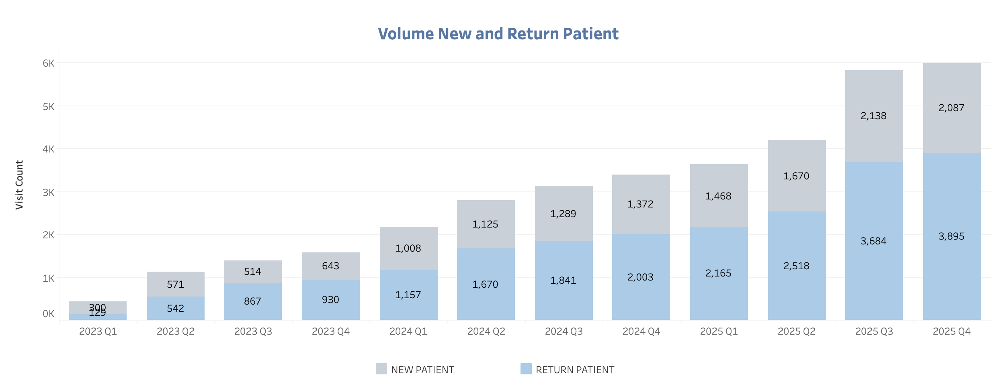 Volume New and Return Patient
Visit Count
6K
5K
4K
3K
2K
1K
0K
300
129
571
542
514
867
643
930
1,008
1,157
1,125
1,670
1,289
1,841
1,372
2,003
1,468
2,165
1,670
2,518
2,138
3,684
2,087
3,895
2023 Q1 2023 Q2 2023 Q3 2023 Q4 2024 Q1 2024 Q2 2024 Q3 2024 Q4 2025 Q1 2025 Q2 2025 Q3 2025 Q4
NEW PATIENT RETURN PATIENT